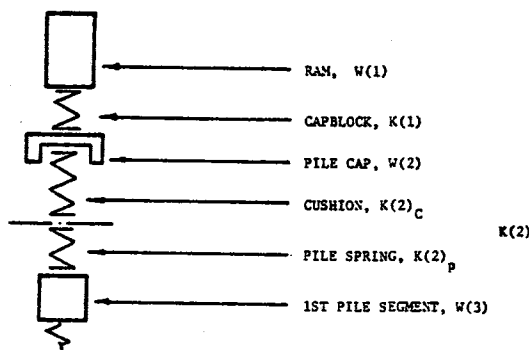 RAM, W(1)
CAPBLOCK, K(1)
PILE CAP, W(2)
CUSHION, K(2)C
K(2)
PILE SPRING, K(2)p
1ST PILE SEGMENT, W(3)